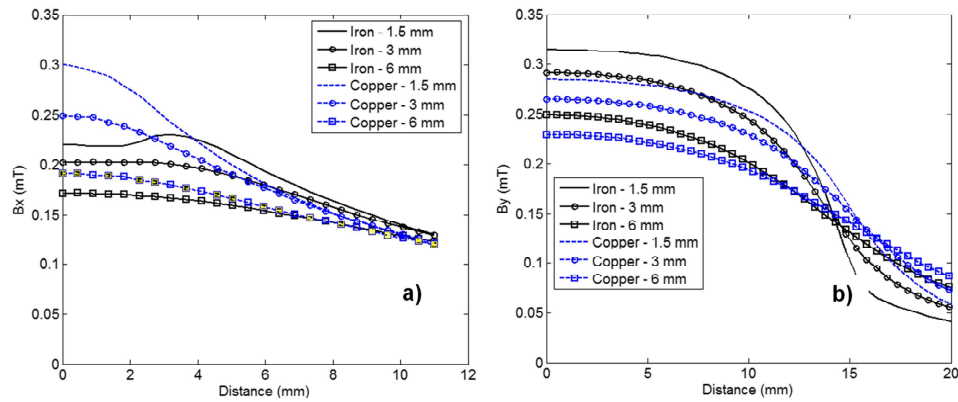 0.35
0.3
0.25
0.2
0.15
0.1
0.05
0
Bx (mT)
0 2 4 6 8 10 12
Distance (mm)
Iron - 1.5 mm
Iron - 3 mm
Iron - 6 mm
Copper - 1.5 mm
Copper - 3 mm
Copper - 6 mm
a)
0.35
0.3
0.25
0.2
0.15
0.1
0.05
0
By (mT)
0 5 10 15 20
Distance (mm)
Iron - 1.5 mm
Iron - 3 mm
Iron - 6 mm
Copper - 1.5 mm
Copper - 3 mm
Copper - 6 mm
b)